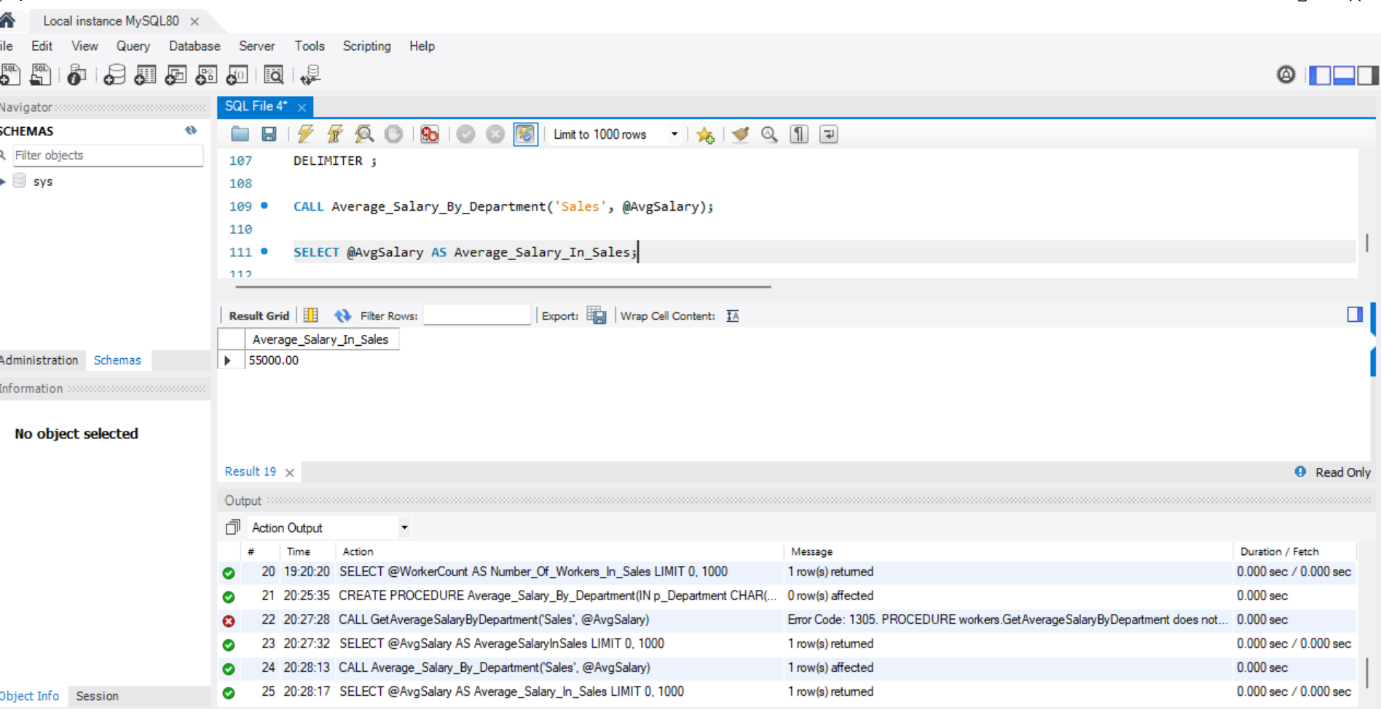 Local instance MySQL80 ×
File Edit View Query Database Server Tools Scripting Help
Navigator
SCHEMAS
Filter objects
sys
Administration Schemas
Information
No object selected
Object Info Session
SQL File 4* ×
Limit to 1000 rows
107 DELIMITER ;
108
109 CALL Average_Salary_By_Department('Sales', @AvgSalary);
110
111 SELECT @AvgSalary AS Average_Salary_In_Sales;
112
Result Grid Filter Rows: Export: Wrap Cell Content:
Average_Salary_In_Sales
55000.00
Result 19 × Read Only
Output
Action Output
# Time Action Message Duration / Fetch
20 19:20:20 SELECT @WorkerCount AS Number_Of_Workers_In_Sales LIMIT 0, 1000 1 row(s) returned 0.000 sec / 0.000 sec
21 20:25:35 CREATE PROCEDURE Average_Salary_By_Department(IN p_Department CHAR(... 0 row(s) affected 0.000 sec
22 20:27:28 CALL GetAverageSalaryByDepartment('Sales', @AvgSalary) Error Code: 1305. PROCEDURE workers.GetAverageSalaryByDepartment does not... 0.000 sec
23 20:27:32 SELECT @AvgSalary AS AverageSalaryInSales LIMIT 0, 1000 1 row(s) returned 0.000 sec / 0.000 sec
24 20:28:13 CALL Average_Salary_By_Department('Sales', @AvgSalary) 1 row(s) affected 0.000 sec
25 20:28:17 SELECT @AvgSalary AS Average_Salary_In_Sales LIMIT 0, 1000 1 row(s) returned 0.000 sec / 0.000 sec